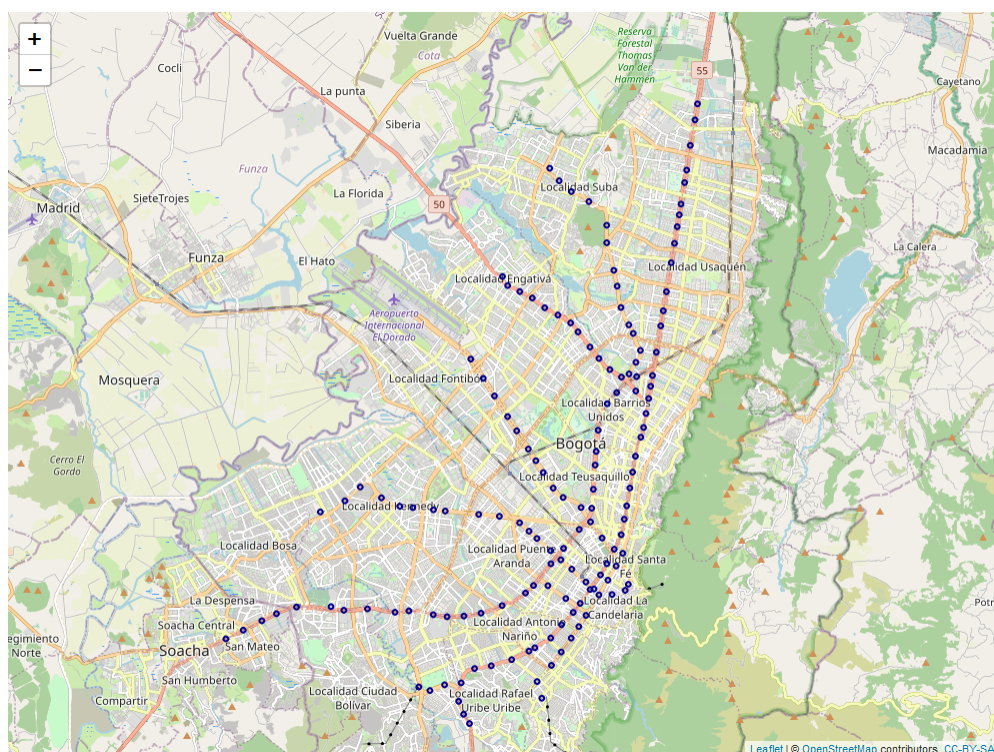 +
−
Vuelta Grande
Cota
Cocli
La punta
Siberia
Reserva
Forestal
Thomas
Van der
Hammen
55
Cayetano
Macadamia
Funza
SieteTrojes
La Florida
Madrid
50
Localidad Suba
Funza
El Hato
La Calera
Localidad Usaquén
Localidad Engativá
Aeropuerto
Internacional
El Dorado
Mosquera
Localidad Fontibón
Localidad Barrios
Unidos
Bogotá
Cerro El
Gordo
Localidad Teusaquillo
Localidad Kennedy
Localidad Bosa
Localidad Puente
Aranda
Localidad Santa
Fé
La Despensa
Localidad La
Candelaria
Potr
Soacha Central
Localidad Antonio
Nariño
egimiento
Norte
Soacha
San Mateo
San Humberto
Compartir
Localidad Ciudad
Bolívar
Localidad Rafael
Uribe Uribe
Leaflet | © OpenStreetMap contributors, CC-BY-SA